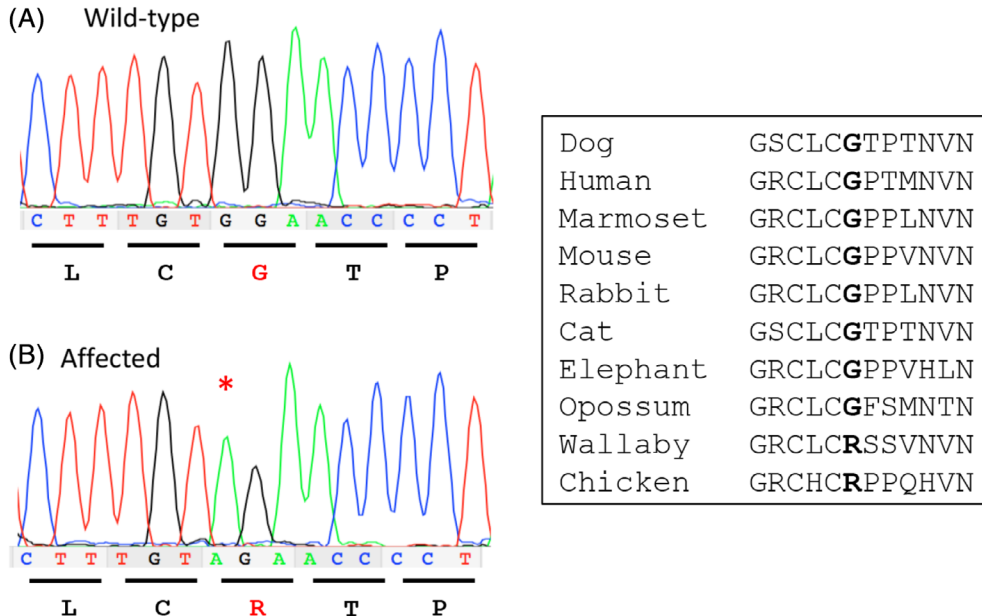 (A) Wild-type
C T T T G T G G A A C C C C T
L C G T P
(B) Affected
*
C T T T G T A G A A C C C C T
L C R T P
Dog GSCLCGTPTNVN
Human GRCLCGPTMNVN
Marmoset GRCLCGPPLNVN
Mouse GRCLCGPPVNVN
Rabbit GRCLCGPPLNVN
Cat GSCLCGTPTNVN
Elephant GRCLCGPPVHLN
Opossum GRCLCGFSMNTN
Wallaby GRCLCRSSVNVN
Chicken GRCHCRPPQHVN